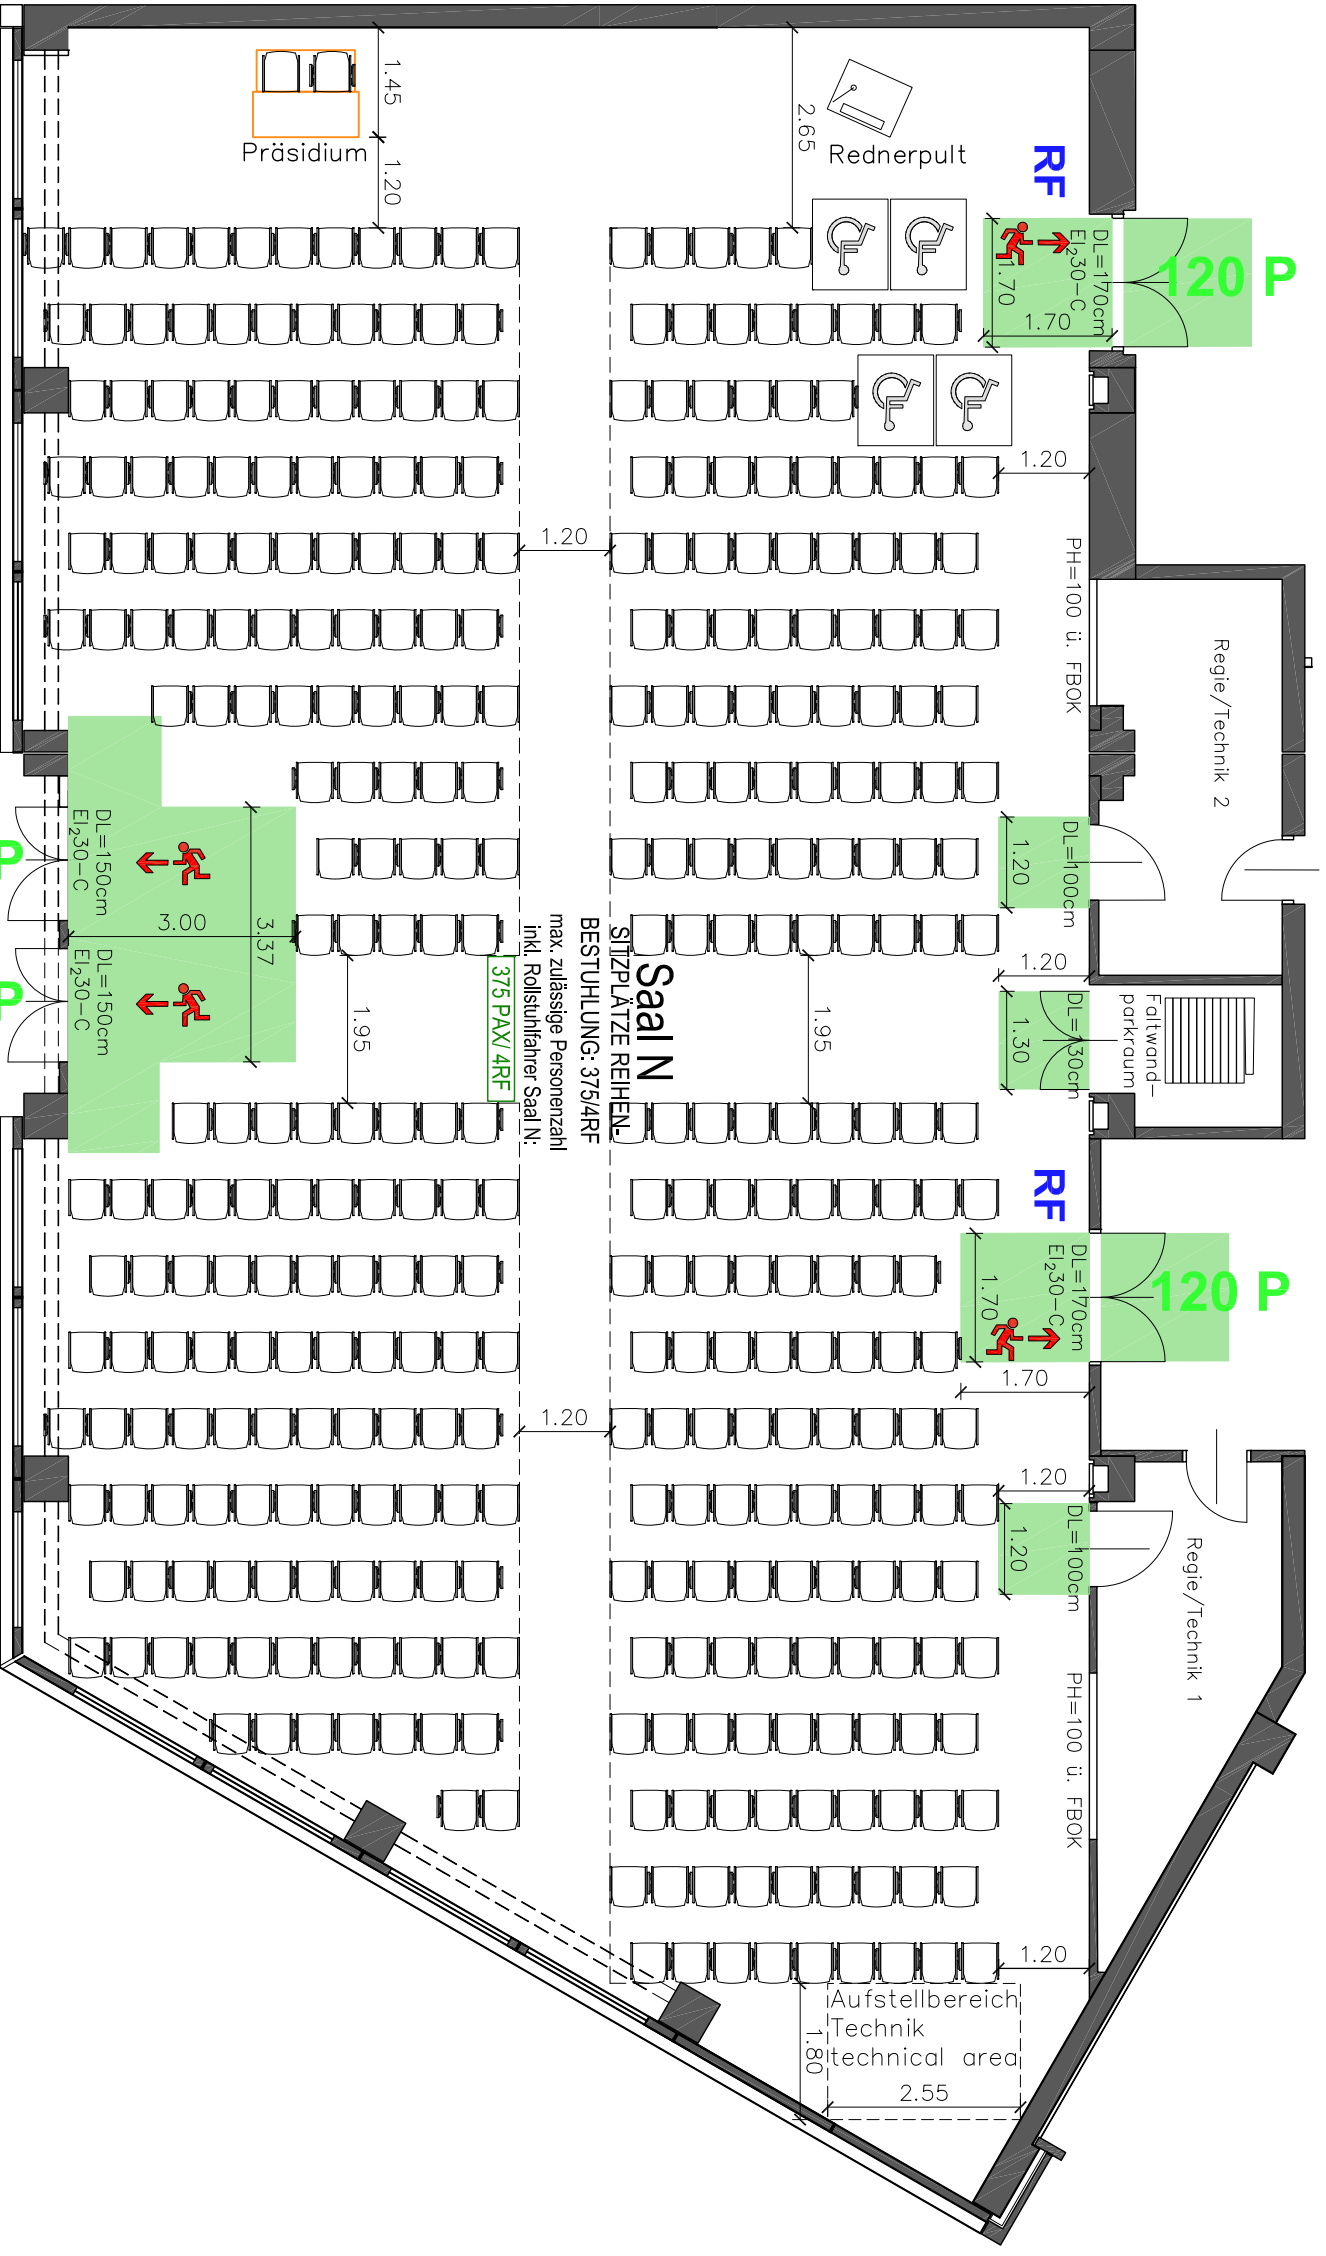 1.45
1.20
Präsidium
2.65
Rednerpult
RF
DL=170cm
EI₂30-C
1.70
1.70
120 P
1.20
1.20
PH=100 ü. FBOK
Regie/Technik 2
DL=100cm
1.20
DL=150cm
EI₂30-C
P
3.00
3.37
DL=150cm
EI₂30-C
P
1.95
1.95
Saal N
SITZPLÄTZE REIHEN-
BESTUHLUNG: 375/4RF
max. zulässige Personenzahl
inkl. Rollstuhlfahrer Saal N:
375 PAX/ 4RF
1.20
DL=130cm
1.30
Faltwand-
parkraum
RF
DL=170cm
EI₂30-C
1.70
120 P
1.70
1.20
1.20
DL=100cm
1.20
Regie/Technik 1
PH=100 ü. FBOK
1.20
Aufstellbereich
Technik
technical area
1.80
2.55